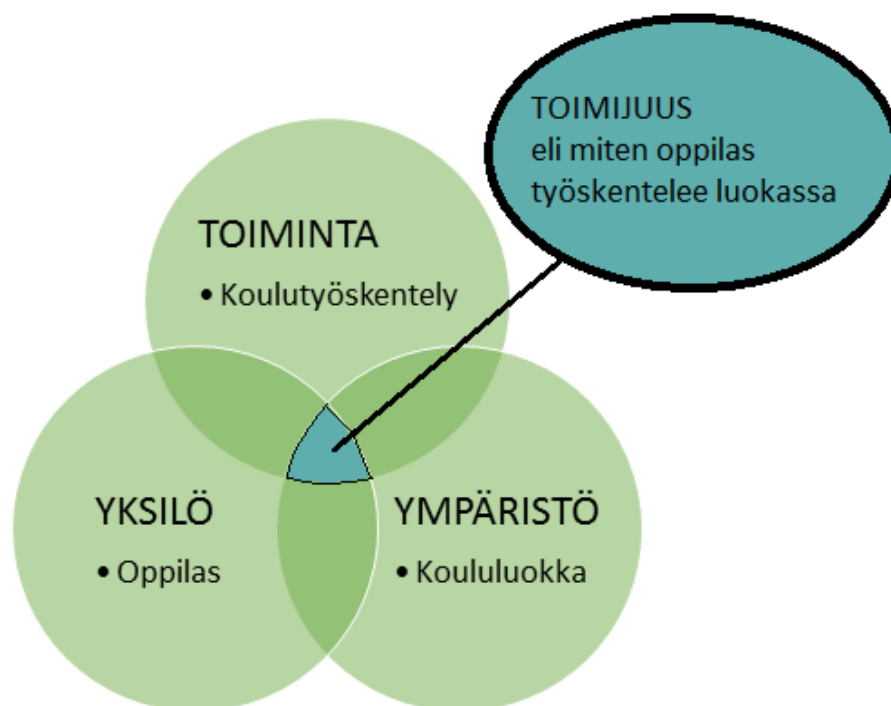 TOIMIJUUS
eli miten oppilas
työskentelee luokassa
TOIMINTA
• Koulutyöskentely
YKSILÖ
• Oppilas
YMPÄRISTÖ
• Koululuokka